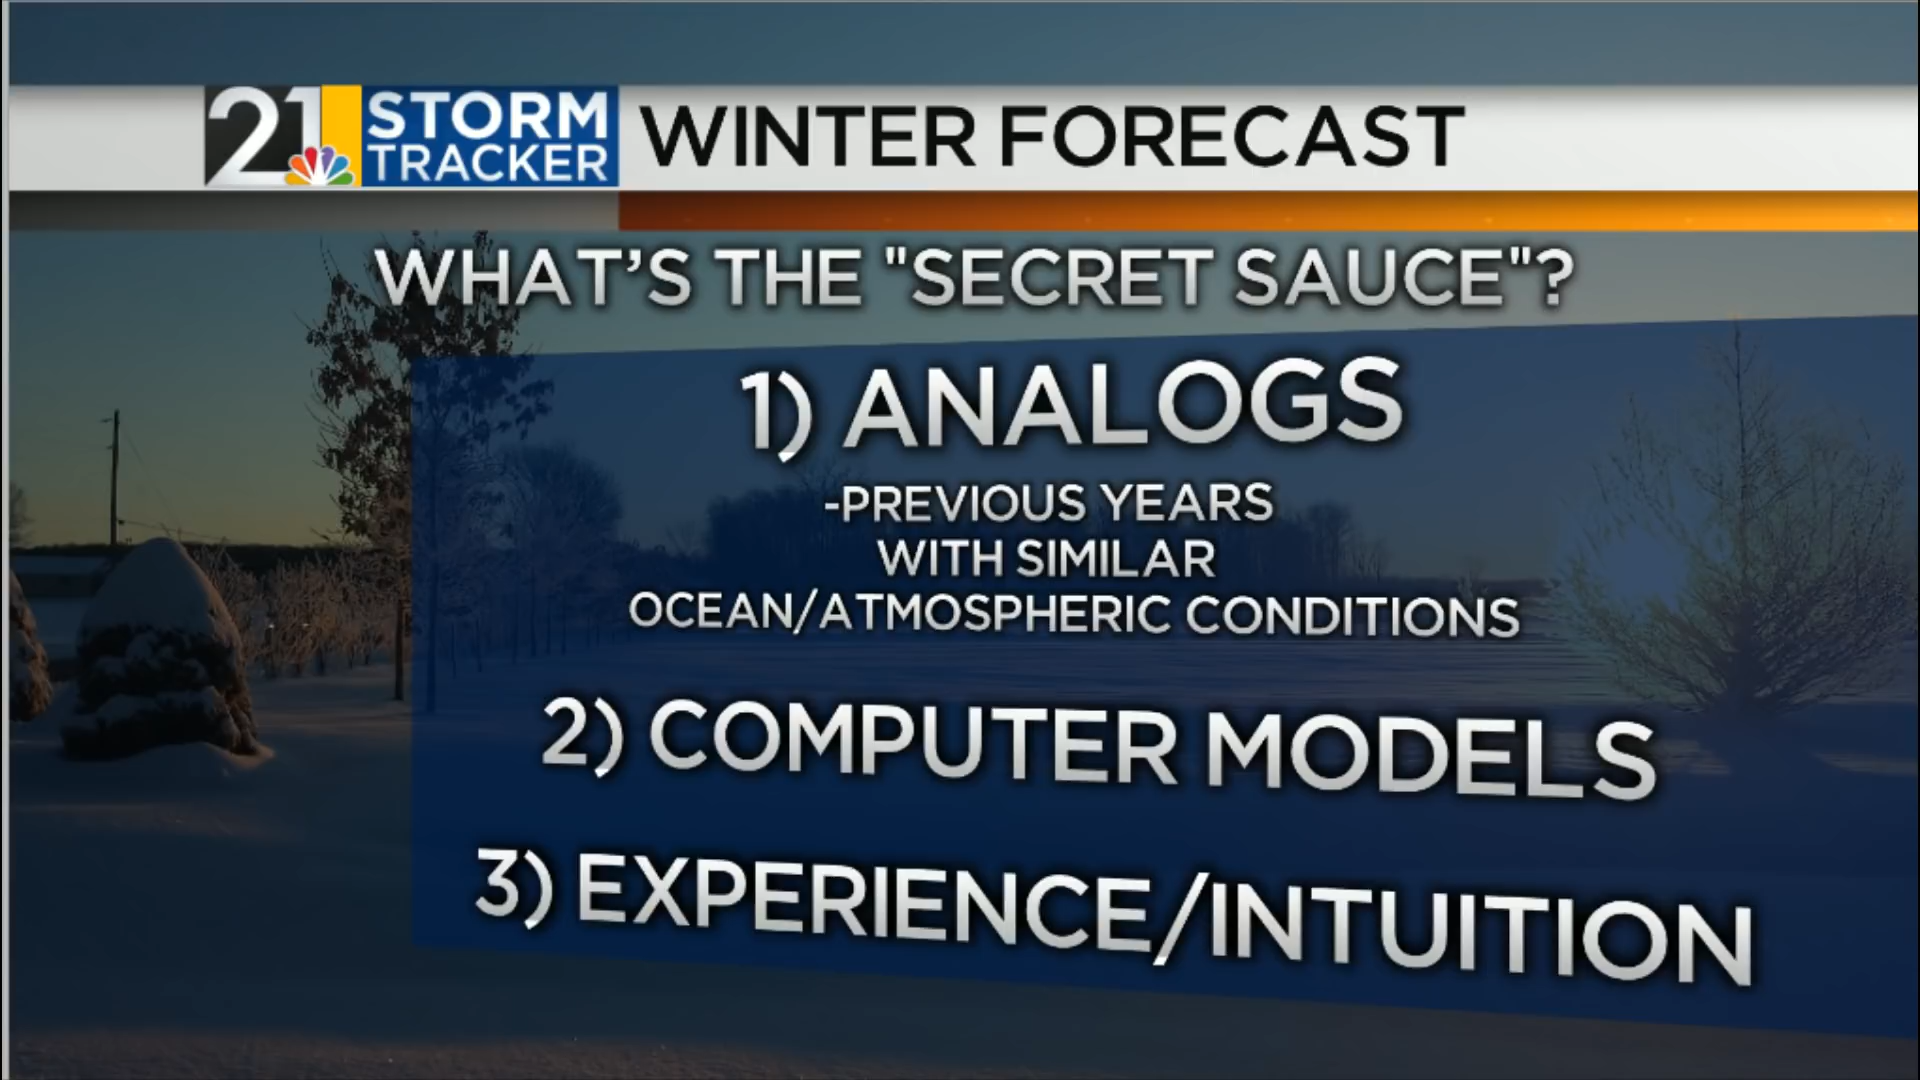 21 STORM TRACKER WINTER FORECAST
WHAT'S THE "SECRET SAUCE"?
1) ANALOGS
-PREVIOUS YEARS
WITH SIMILAR
OCEAN/ATMOSPHERIC CONDITIONS
2) COMPUTER MODELS
3) EXPERIENCE/INTUITION